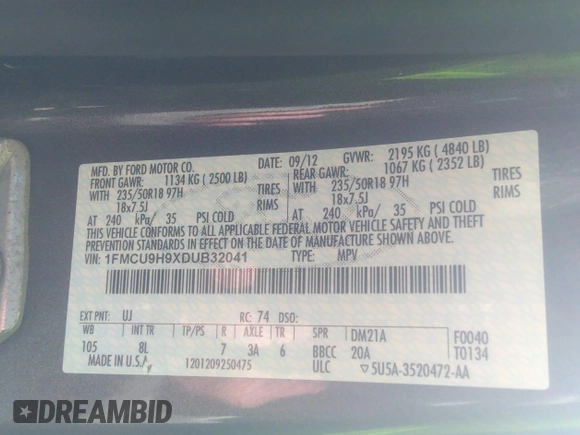 MFD. BY FORD MOTOR CO.
DATE: 09/12 GVWR: 2195 KG ( 4840 LB)
FRONT GAWR: 1134 KG ( 2500 LB) REAR GAWR: 1067 KG ( 2352 LB)
WITH 235/50R18 97H TIRES WITH 235/50R18 97H TIRES
18x7.5J RIMS 18x7.5J RIMS
AT 240 kPa/ 35 PSI COLD AT 240 kPa/ 35 PSI COLD
THIS VEHICLE CONFORMS TO ALL APPLICABLE FEDERAL MOTOR VEHICLE SAFETY AND THEFT
PREVENTION STANDARDS IN EFFECT ON THE DATE OF MANUFACTURE SHOWN ABOVE.
VIN: 1FMCU9H9XDUB32041 TYPE: MPV
EXT PNT: UJ RC: 74 DSO:
WB INT TR TP/PS R AXLE TR SPR DM21A F0040
105 8L 7 3A 6 BBCC 20A T0134
MADE IN U.S.A. 1201209250475 ULC ▽5U5A-3520472-AA
DREAMBID